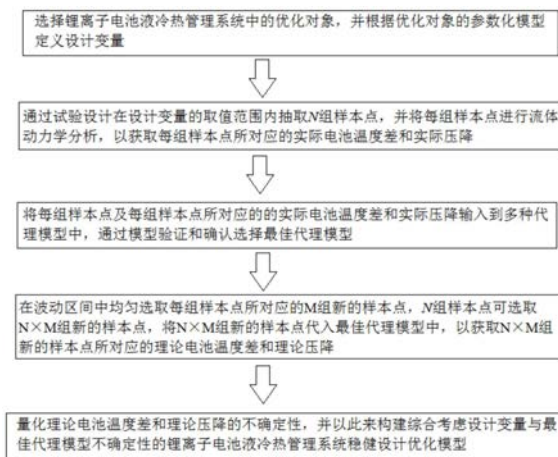 选择锂离子电池液冷热管理系统中的优化对象，并根据优化对象的参数化模型
定义设计变量
通过试验设计在设计变量的取值范围内抽取N组样本点，并将每组样本点进行流体
动力学分析，以获取每组样本点所对应的实际电池温度差和实际压降
将每组样本点及每组样本点所对应的的实际电池温度差和实际压降输入到多种
代理模型中，通过模型验证和确认选择最佳代理模型
在波动区间中均匀选取每组样本点所对应的M组新的样本点，N组样本点可选取
N×M组新的样本点，将N×M组新的样本点代入最佳代理模型中，以获取N×M组
新的样本点所对应的理论电池温度差和理论压降
量化理论电池温度差和理论压降的不确定性，并以此来构建综合考虑设计变量与最
佳代理模型不确定性的锂离子电池液冷热管理系统稳健设计优化模型